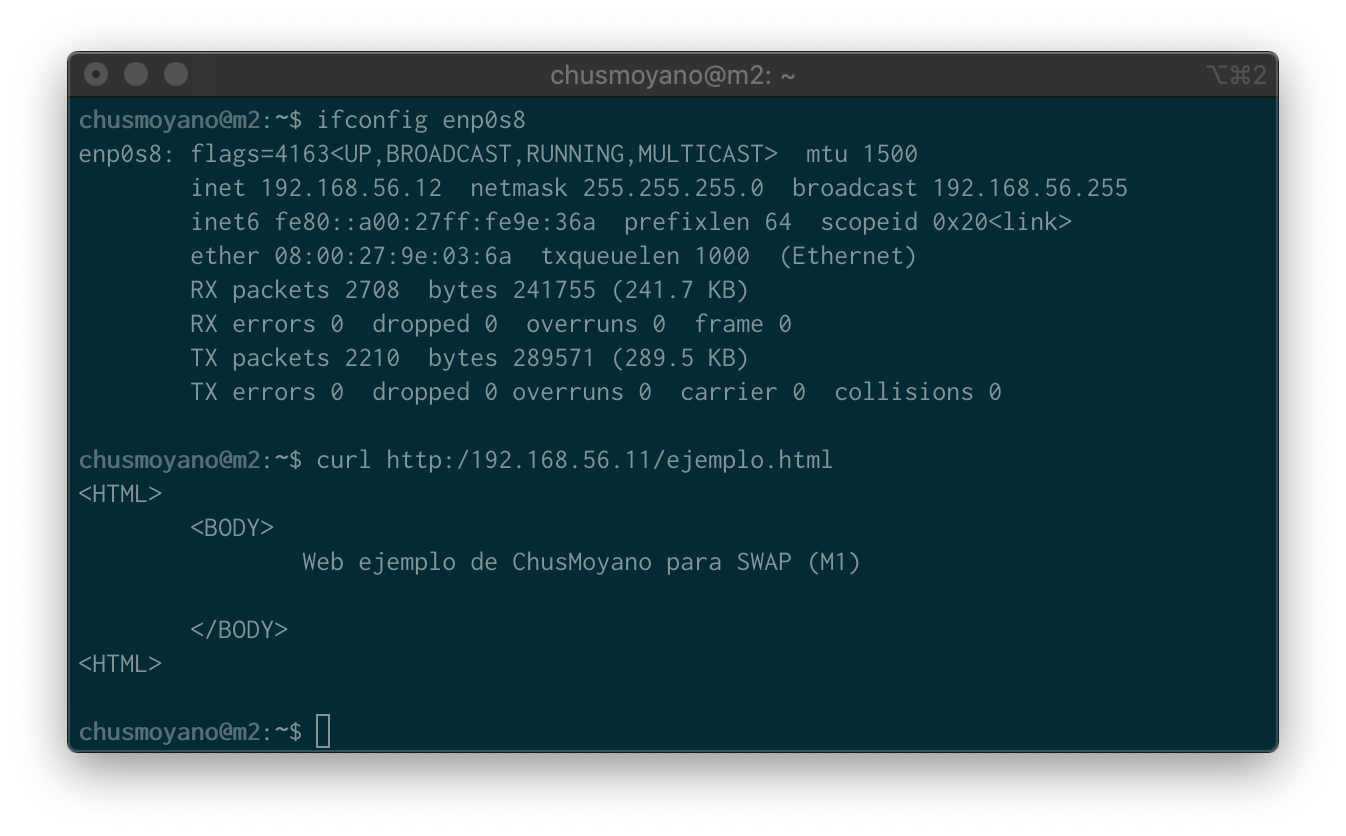 chusmoyano@m2: ~
⌥⌘2
chusmoyano@m2:~$ ifconfig enp0s8
enp0s8: flags=4163<UP,BROADCAST,RUNNING,MULTICAST>  mtu 1500
        inet 192.168.56.12  netmask 255.255.255.0  broadcast 192.168.56.255
        inet6 fe80::a00:27ff:fe9e:36a  prefixlen 64  scopeid 0x20<link>
        ether 08:00:27:9e:03:6a  txqueuelen 1000  (Ethernet)
        RX packets 2708  bytes 241755 (241.7 KB)
        RX errors 0  dropped 0  overruns 0  frame 0
        TX packets 2210  bytes 289571 (289.5 KB)
        TX errors 0  dropped 0 overruns 0  carrier 0  collisions 0
chusmoyano@m2:~$ curl http:/192.168.56.11/ejemplo.html
<HTML>
        <BODY>
                Web ejemplo de ChusMoyano para SWAP (M1)
        </BODY>
<HTML>
chusmoyano@m2:~$